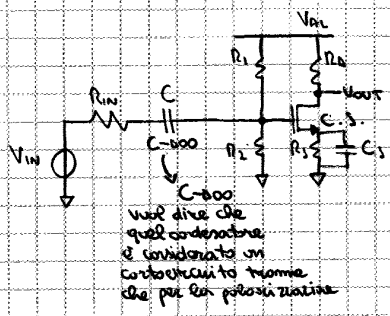 VAL
R1
RD
RIN
C
VOUT
C.S.
VIN
C→∞
R2
RS
CS
C→∞
vuol dire che
quel condensatore
è considerato un
cortocircuito tranne
che per la polarizzazione